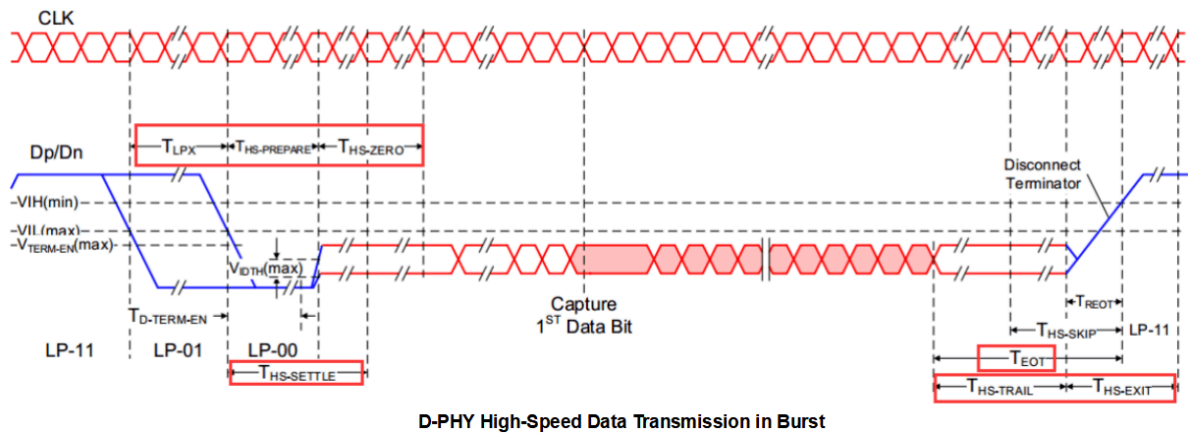 CLK
TLPX
THS-PREPARE
THS-ZERO
Dp/Dn
Disconnect
Terminator
VIH(min)
VIL(max)
VTERM-EN(max)
VIDTH(max)
TD-TERM-EN
Capture
1ST Data Bit
TREOT
THS-SKIP
LP-11
LP-11
LP-01
LP-00
TEOT
THS-SETTLE
THS-TRAIL
THS-EXIT
D-PHY High-Speed Data Transmission in Burst